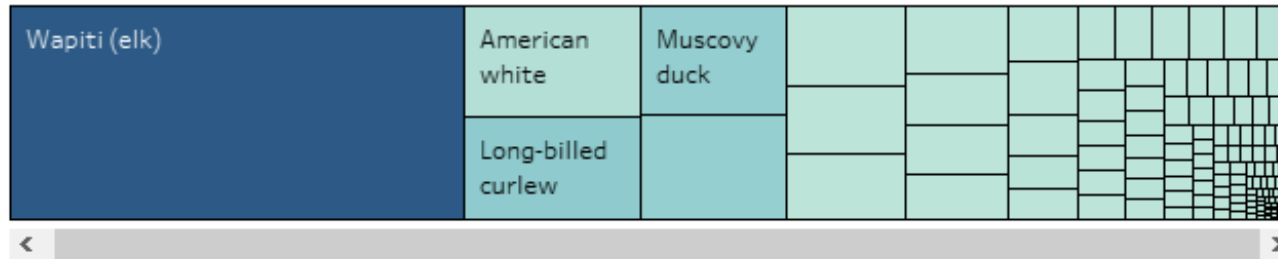 Wapiti (elk)
American
white
Muscovy
duck
Long-billed
curlew